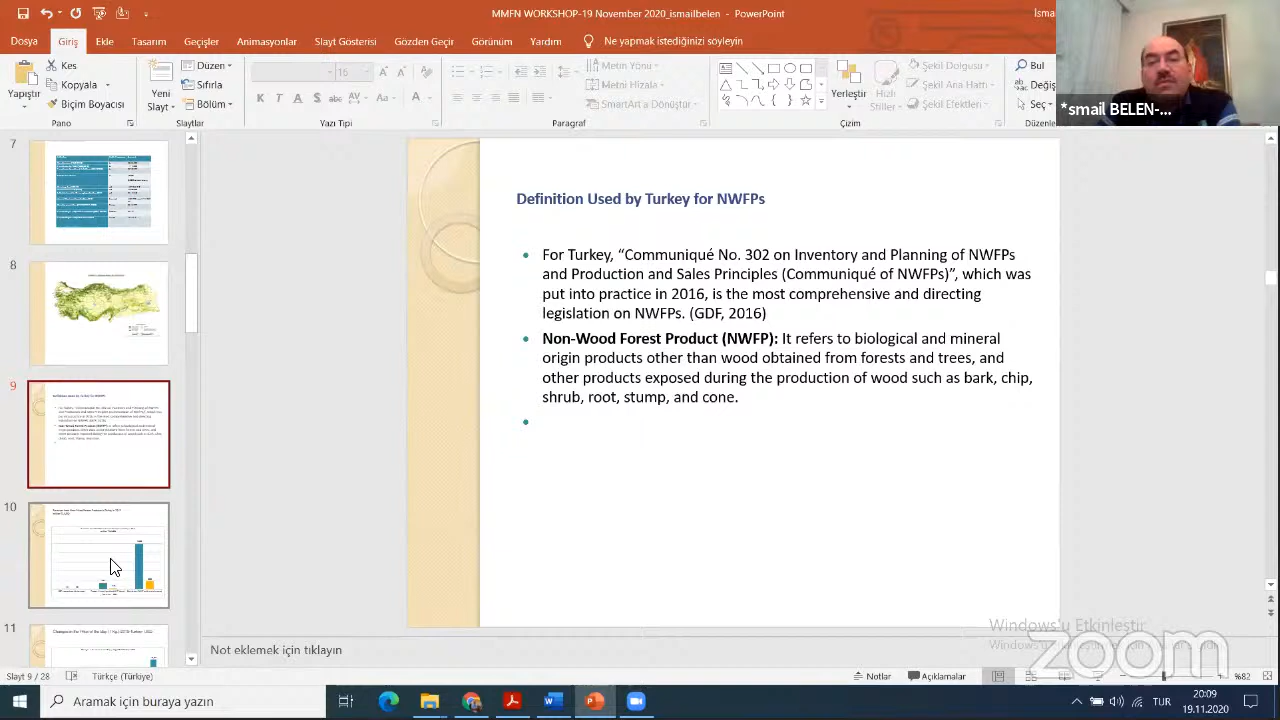 MMFN WORKSHOP-19 November 2020_ismailbelen - PowerPoint
İsma
Dosya Giriş Ekle Tasarım Geçişler Animasyonlar Slayt Gösterisi Gözden Geçir Görünüm Yardım Ne yapmak istediğinizi söyleyin
Yapıştır
Kes
Kopyala
Biçim Boyacısı
Pano
Yeni
Slayt
Düzen
Sıfırla
Bölüm
Slaytlar
16
K T A S abc
Yazı Tipi
Metin Yönü
Metni Hizala
SmartArt'a Dönüştür
Paragraf
Yerleştir
Hızlı
Stiller
Şekil Dolgusu
Şekil Ana Hattı
Şekil Efektleri
Çizim
Bul
Değiş
Seç
Düzenle
*smail BELEN-...
7
9
10
11
Definition Used by Turkey for NWFPs
• For Turkey, “Communiqué No. 302 on Inventory and Planning of NWFPs
and Production and Sales Principles (Communiqué of NWFPs)”, which was
put into practice in 2016, is the most comprehensive and directing
legislation on NWFPs. (GDF, 2016)
• Non-Wood Forest Product (NWFP): It refers to biological and mineral
origin products other than wood obtained from forests and trees, and
other products exposed during the production of wood such as bark, chip,
shrub, root, stump, and cone.
•
Windows'u Etkinleştir
zoom
Not eklemek için tıklayın
Slayt 9 / 28 Türkçe (Türkiye) Notlar Açıklamalar %82
Aramak için buraya yazın
TUR
20:09
19.11.2020